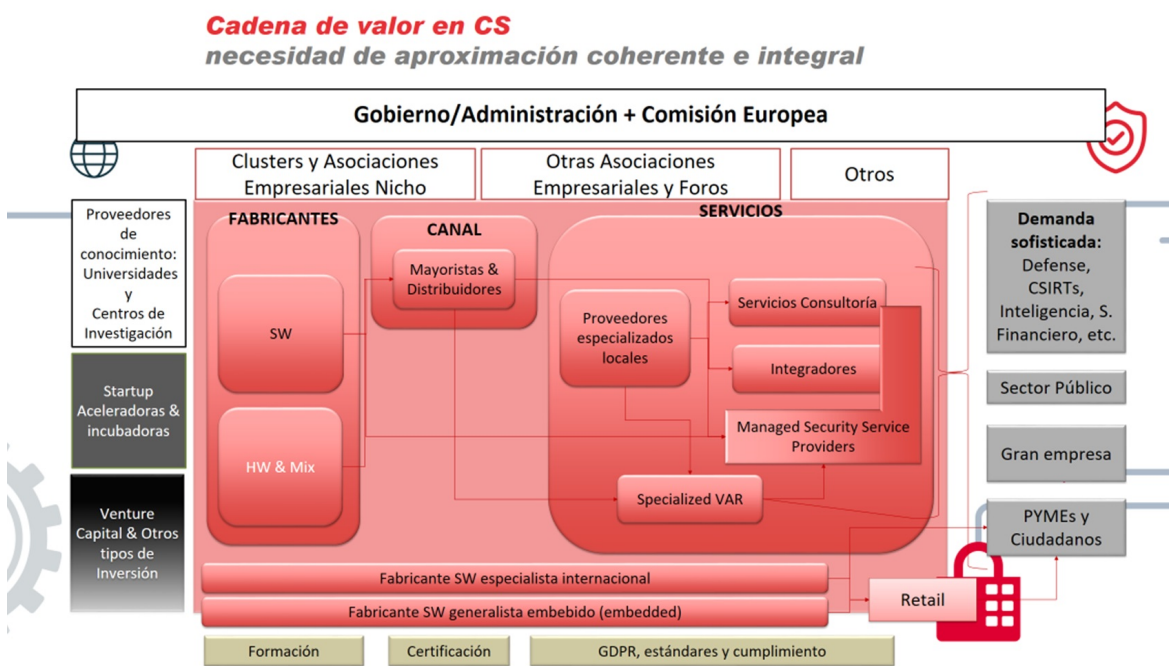 Cadena de valor en CS
necesidad de aproximación coherente e integral
Gobierno/Administración + Comisión Europea
Clusters y Asociaciones
Empresariales Nicho
Otras Asociaciones
Empresariales y Foros
Otros
Proveedores
de
conocimiento:
Universidades
y
Centros de
Investigación
Startup
Aceleradoras &
incubadoras
Venture
Capital & Otros
tipos de
Inversión
FABRICANTES
SW
HW & Mix
CANAL
Mayoristas &
Distribuidores
SERVICIOS
Proveedores
especializados
locales
Servicios Consultoría
Integradores
Managed Security Service
Providers
Specialized VAR
Demanda
sofisticada:
Defense,
CSIRTs,
Inteligencia, S.
Financiero, etc.
Sector Público
Gran empresa
PYMEs y
Ciudadanos
Fabricante SW especialista internacional
Fabricante SW generalista embebido (embedded)
Retail
Formación
Certificación
GDPR, estándares y cumplimiento